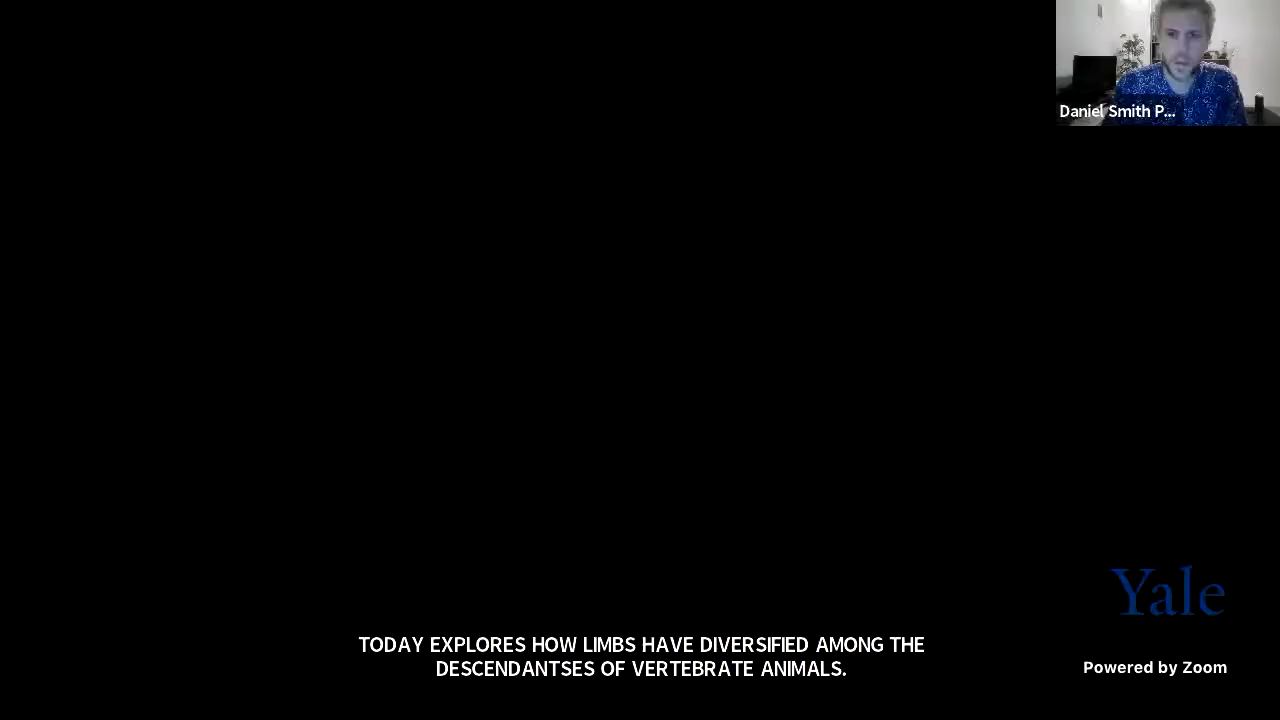 Daniel Smith P...
Yale
TODAY EXPLORES HOW LIMBS HAVE DIVERSIFIED AMONG THE
DESCENDANTSES OF VERTEBRATE ANIMALS.
Powered by Zoom